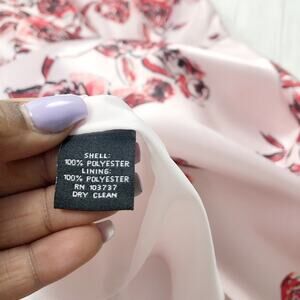 SHELL:
100% POLYESTER
LINING:
100% POLYESTER
RN 103737
DRY CLEAN